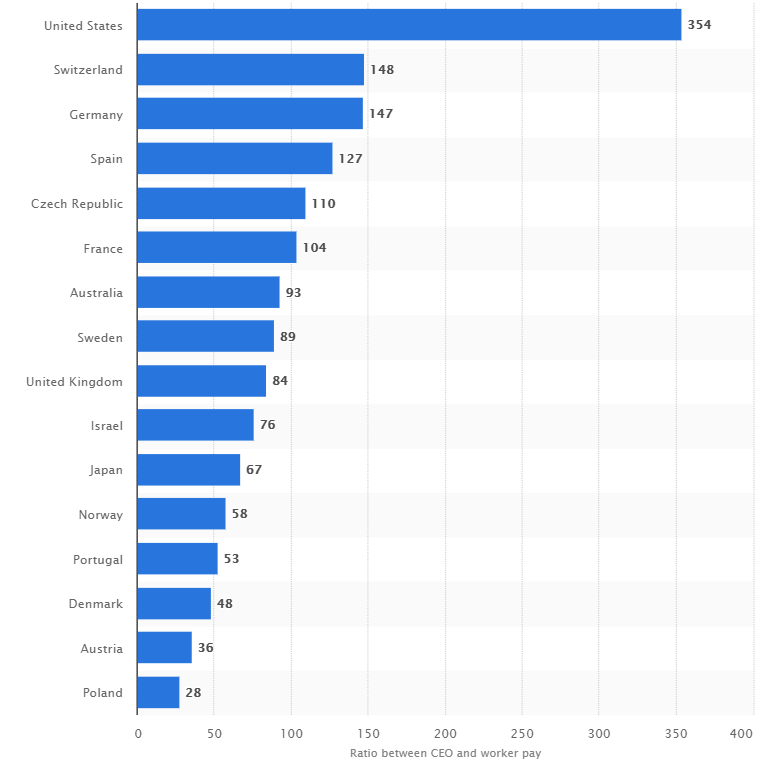 United States 354
Switzerland 148
Germany 147
Spain 127
Czech Republic 110
France 104
Australia 93
Sweden 89
United Kingdom 84
Israel 76
Japan 67
Norway 58
Portugal 53
Denmark 48
Austria 36
Poland 28
0 50 100 150 200 250 300 350 400
Ratio between CEO and worker pay